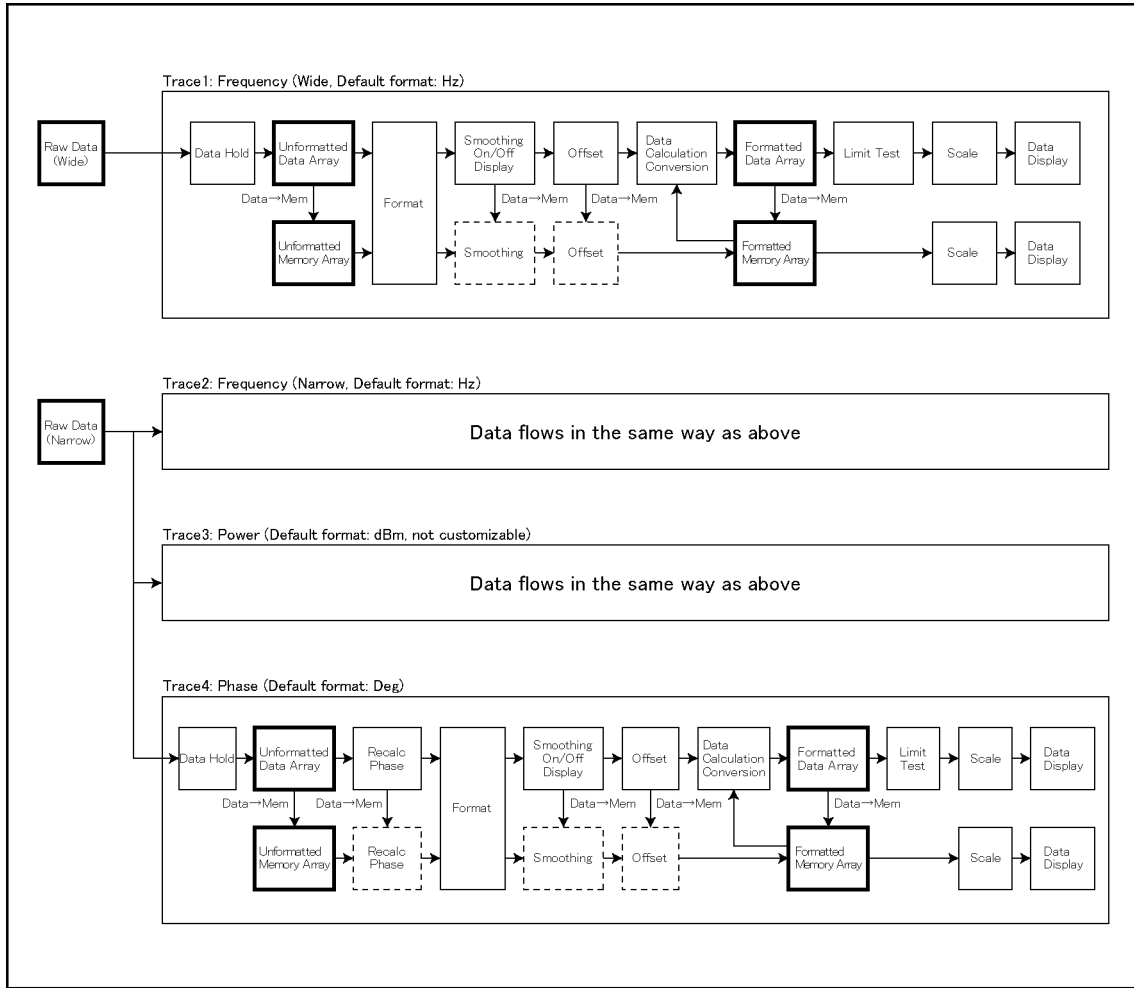 Trace1: Frequency (Wide, Default format: Hz)
Raw Data
(Wide)
Data Hold
Unformatted
Data Array
Format
Smoothing
On/Off
Display
Offset
Data
Calculation
Conversion
Formatted
Data Array
Limit Test
Scale
Data
Display
Data→Mem
Data→Mem
Data→Mem
Data→Mem
Unformatted
Memory Array
Smoothing
Offset
Formatted
Memory Array
Scale
Data
Display
Trace2: Frequency (Narrow, Default format: Hz)
Raw Data
(Narrow)
Data flows in the same way as above
Trace3: Power (Default format: dBm, not customizable)
Data flows in the same way as above
Trace4: Phase (Default format: Deg)
Data Hold
Unformatted
Data Array
Recalc
Phase
Format
Smoothing
On/Off
Display
Offset
Data
Calculation
Conversion
Formatted
Data Array
Limit
Test
Scale
Data
Display
Data→Mem
Data→Mem
Data→Mem
Data→Mem
Data→Mem
Unformatted
Memory Array
Recalc
Phase
Smoothing
Offset
Formatted
Memory Array
Scale
Data
Display